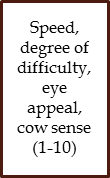 Speed,
degree of
difficulty,
eye
appeal,
cow sense
(1-10)